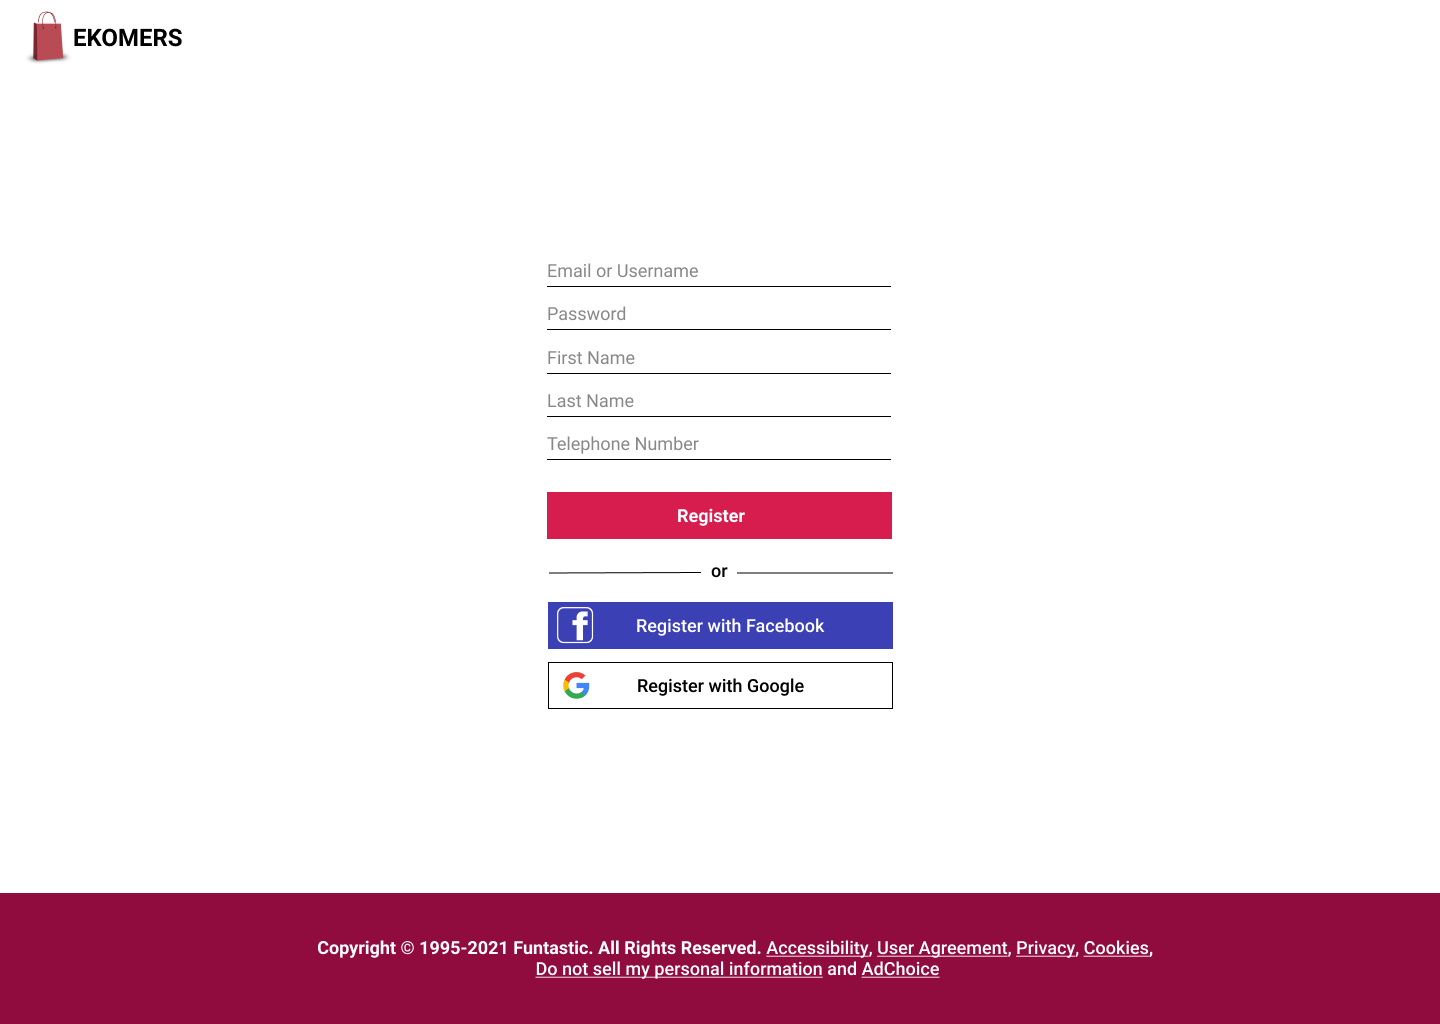 EKOMERS
Email or Username
Password
First Name
Last Name
Telephone Number
Register
or
Register with Facebook
Register with Google
Copyright © 1995-2021 Funtastic. All Rights Reserved. Accessibility, User Agreement, Privacy, Cookies,
Do not sell my personal information and AdChoice